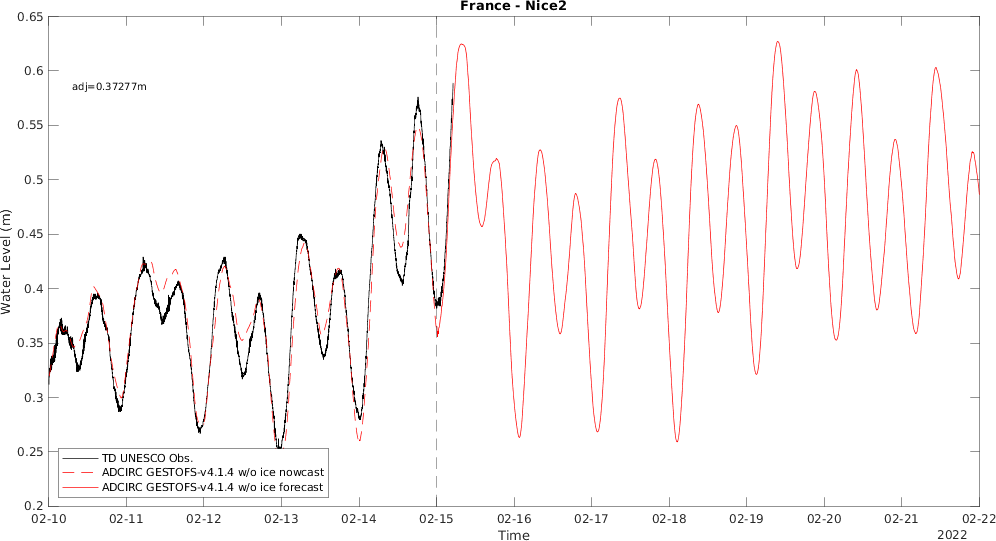 France - Nice2
0.65
0.6
0.55
0.5
0.45
0.4
0.35
0.3
0.25
0.2
Water Level (m)
adj=0.37277m
TD UNESCO Obs.
ADCIRC GESTOFS-v4.1.4 w/o ice nowcast
ADCIRC GESTOFS-v4.1.4 w/o ice forecast
02-10 02-11 02-12 02-13 02-14 02-15 02-16 02-17 02-18 02-19 02-20 02-21 02-22
Time
2022